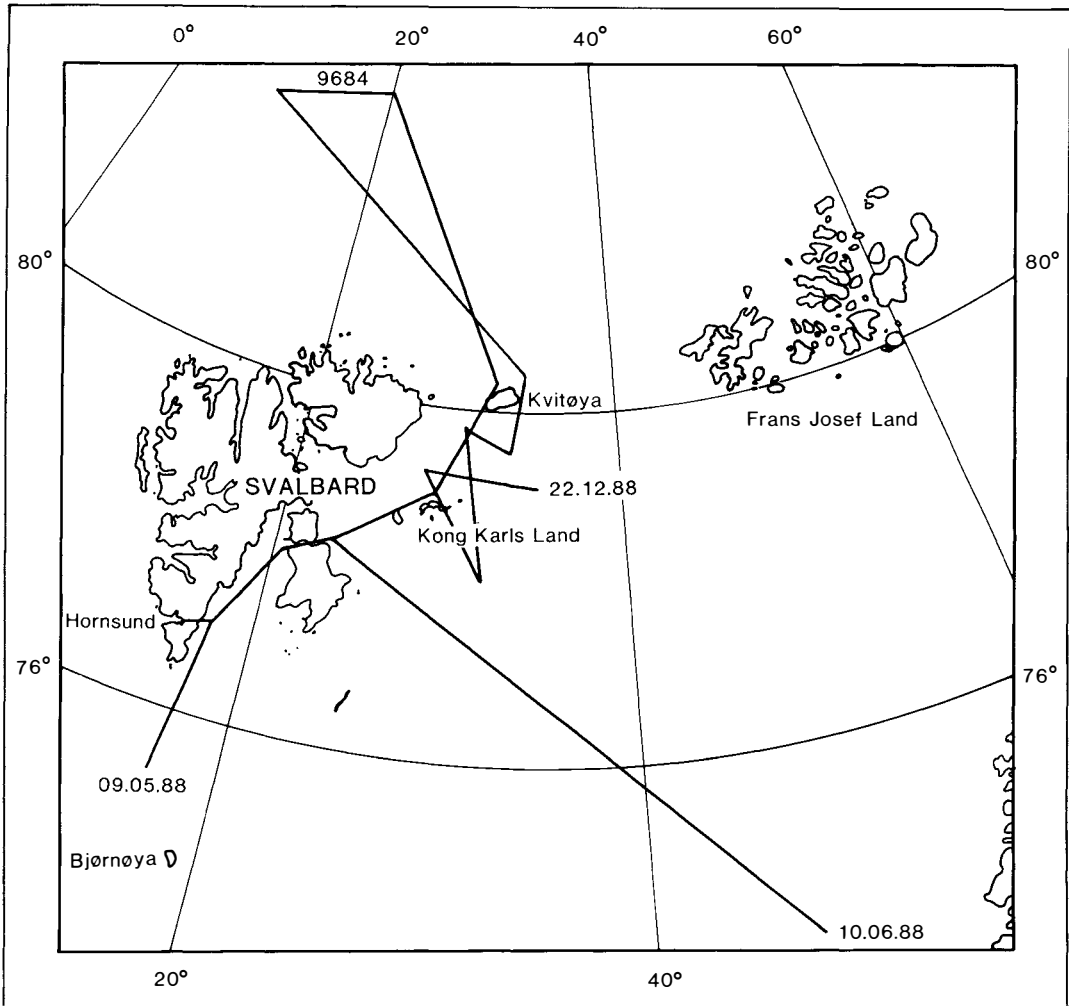 0° 20° 40° 60°
9684
80° 80°
Kvitøya
Frans Josef Land
SVALBARD 22.12.88
Kong Karls Land
Hornsund
76° 76°
09.05.88
Bjørnøya
10.06.88
20° 40°